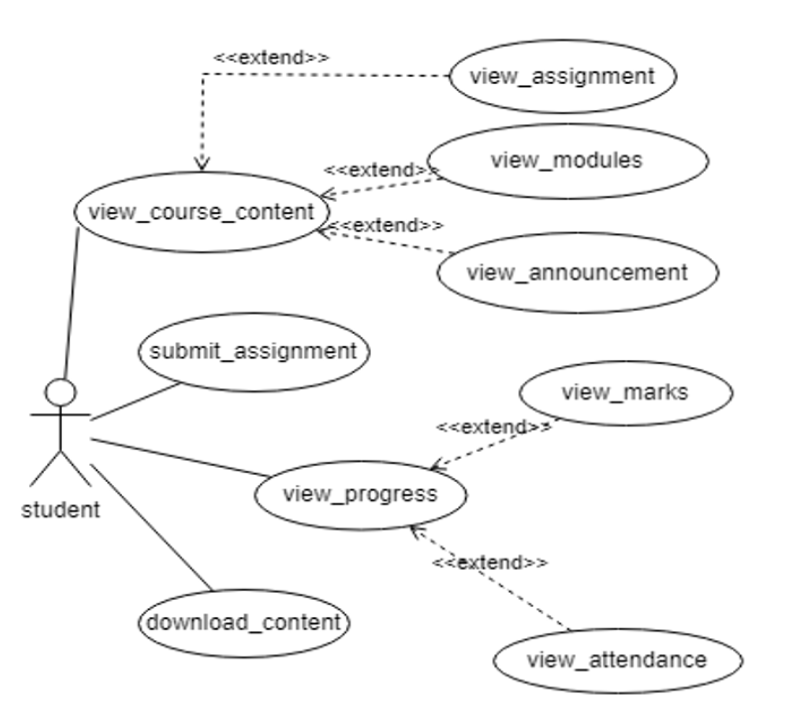 <<extend>>
view_assignment
view_modules
<<extend>>
view_course_content
<<extend>>
view_announcement
submit_assignment
view_marks
<<extend>>
view_progress
student
<<extend>>
download_content
view_attendance